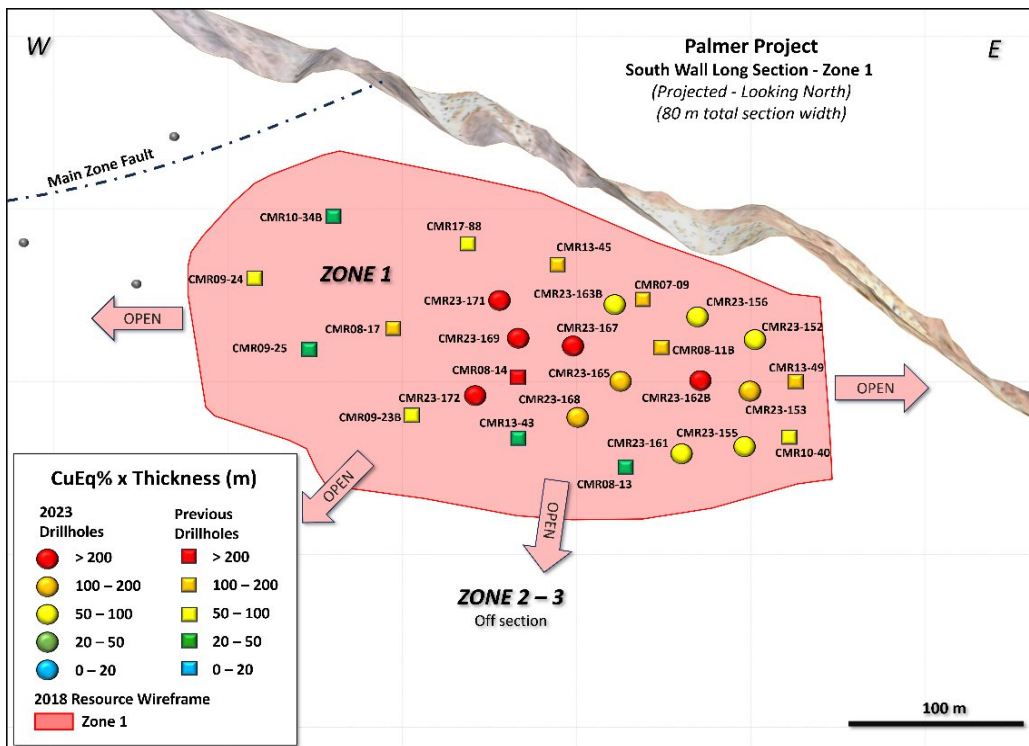 W
E
Palmer Project
South Wall Long Section - Zone 1
(Projected - Looking North)
(80 m total section width)
Main Zone Fault
CMR10-34B
CMR17-88
CMR13-45
ZONE 1
CMR09-24
CMR23-171
CMR23-163B
CMR07-09
CMR23-156
OPEN
CMR08-17
CMR23-169
CMR23-167
CMR23-152
CMR09-25
CMR08-11B
CMR08-14
CMR23-165
CMR13-49
OPEN
CMR23-172
CMR23-168
CMR23-162B
CMR23-153
CMR09-23B
CMR13-43
CMR23-161
CMR23-155
CMR10-40
CMR08-13
OPEN
OPEN
ZONE 2 – 3
Off section
CuEq% x Thickness (m)
2023
Drillholes
Previous
Drillholes
> 200
> 200
100 – 200
100 – 200
50 – 100
50 – 100
20 – 50
20 – 50
0 – 20
0 – 20
2018 Resource Wireframe
Zone 1
100 m